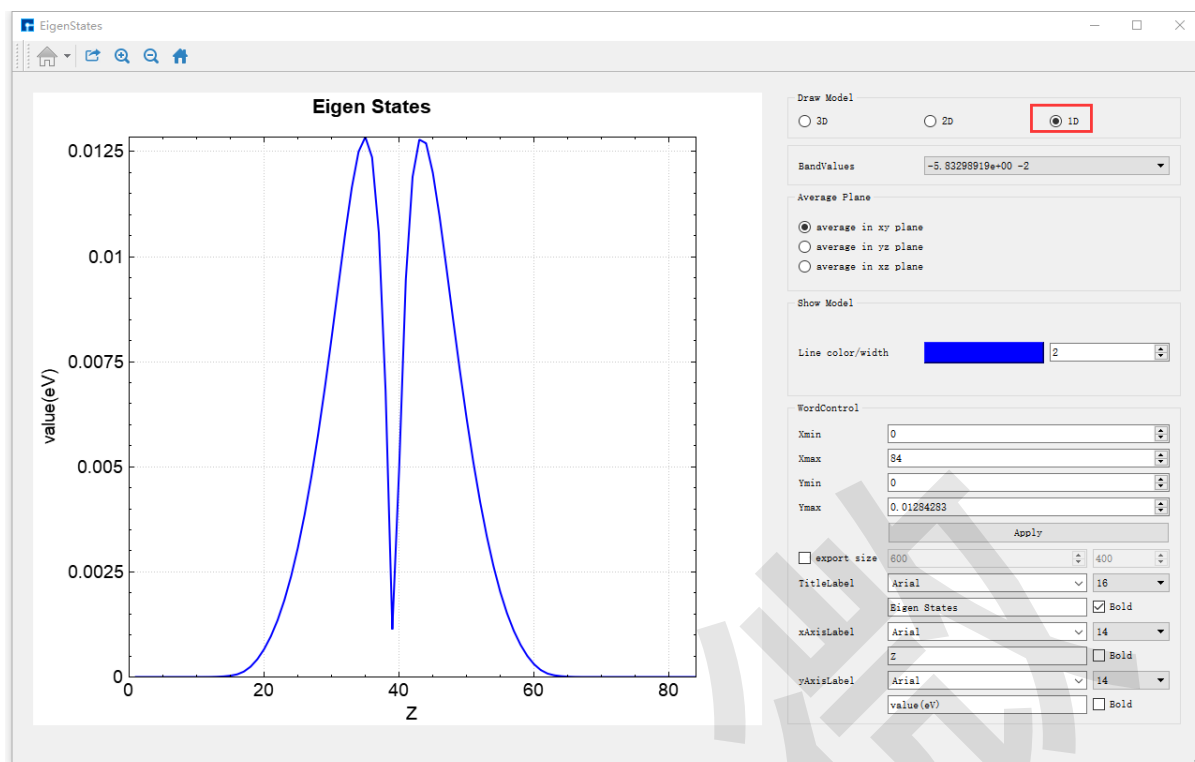 EigenStates
Eigen States
0.0125
0.01
0.0075
0.005
0.0025
0
0 20 40 60 80
Z
value(eV)
Draw Model
3D 2D 1D
BandValues -5.83298919e+00 -2
Average Plane
average in xy plane
average in yz plane
average in xz plane
Show Model
Line color/width 2
WordControl
Xmin 0
Xmax 84
Ymin 0
Ymax 0.01284283
Apply
export size 600 400
TitleLabel Arial 16
Eigen States Bold
xAxisLabel Arial 14
Z Bold
yAxisLabel Arial 14
value(eV) Bold